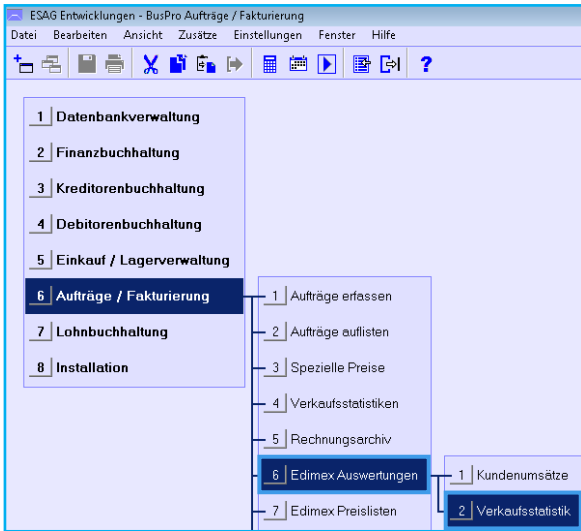 ESAG Entwicklungen - BusPro Aufträge / Fakturierung
Datei Bearbeiten Ansicht Zusätze Einstellungen Fenster Hilfe
?
1 Datenbankverwaltung
2 Finanzbuchhaltung
3 Kreditorenbuchhaltung
4 Debitorenbuchhaltung
5 Einkauf / Lagerverwaltung
6 Aufträge / Fakturierung
7 Lohnbuchhaltung
8 Installation
1 Aufträge erfassen
2 Aufträge auflisten
3 Spezielle Preise
4 Verkaufsstatistiken
5 Rechnungsarchiv
6 Edimex Auswertungen
7 Edimex Preislisten
1 Kundenumsätze
2 Verkaufsstatistik